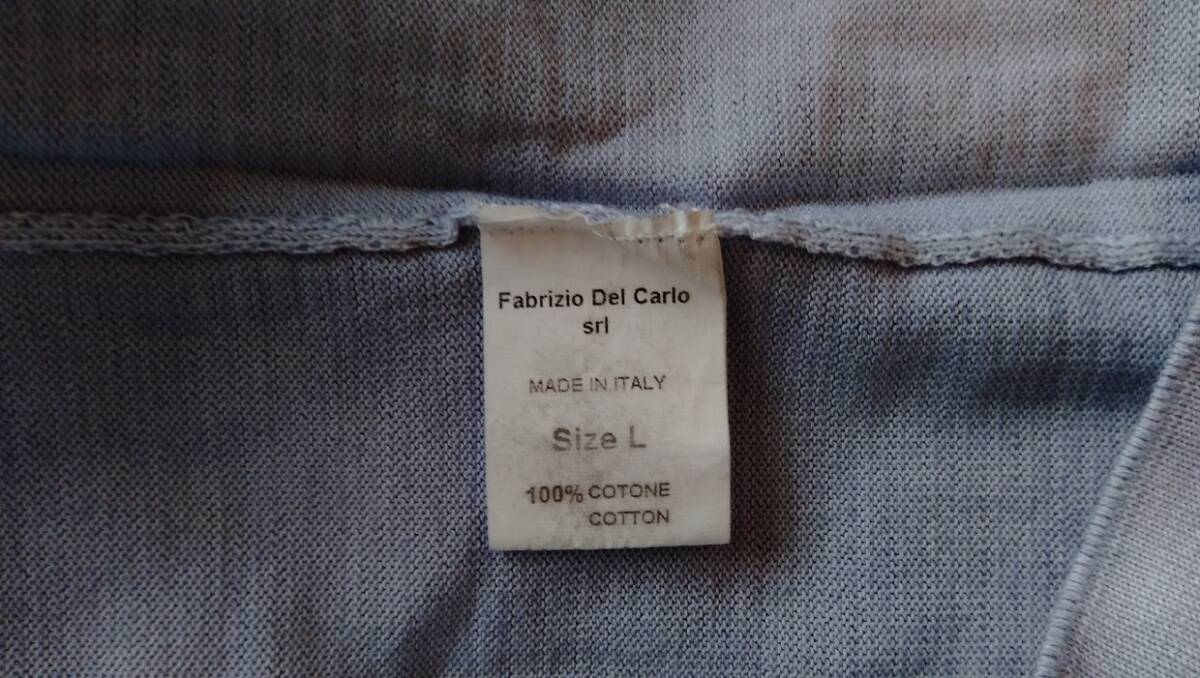 Fabrizio Del Carlo
srl
MADE IN ITALY
Size L
100% COTONE
COTTON